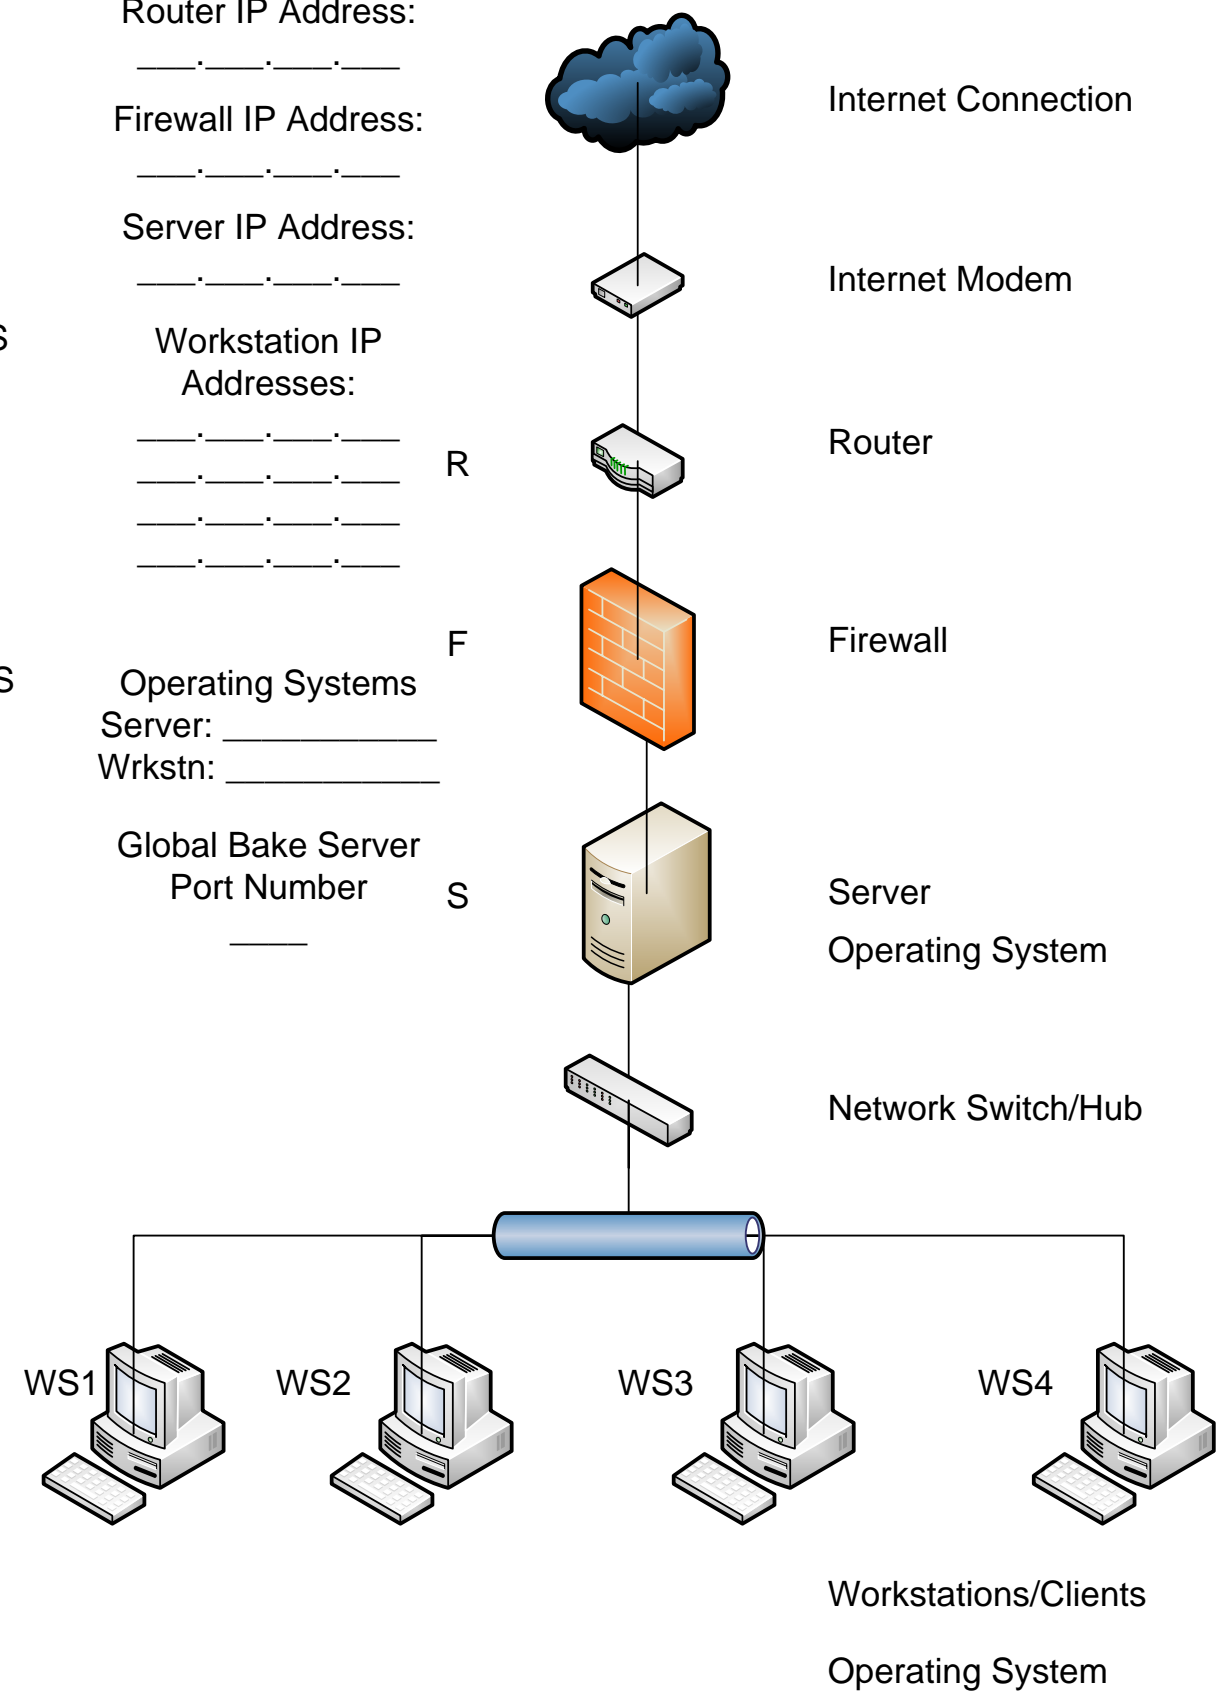 Router IP Address:
___.___.___.___
Firewall IP Address:
___.___.___.___
Server IP Address:
___.___.___.___
S
Workstation IP
Addresses:
___.___.___.___
___.___.___.___
___.___.___.___
___.___.___.___
S
Operating Systems
Server: ___________
Wrkstn: ___________
Global Bake Server
Port Number
____
Internet Connection
Internet Modem
R
Router
F
Firewall
S
Server
Operating System
Network Switch/Hub
WS1
WS2
WS3
WS4
Workstations/Clients
Operating System